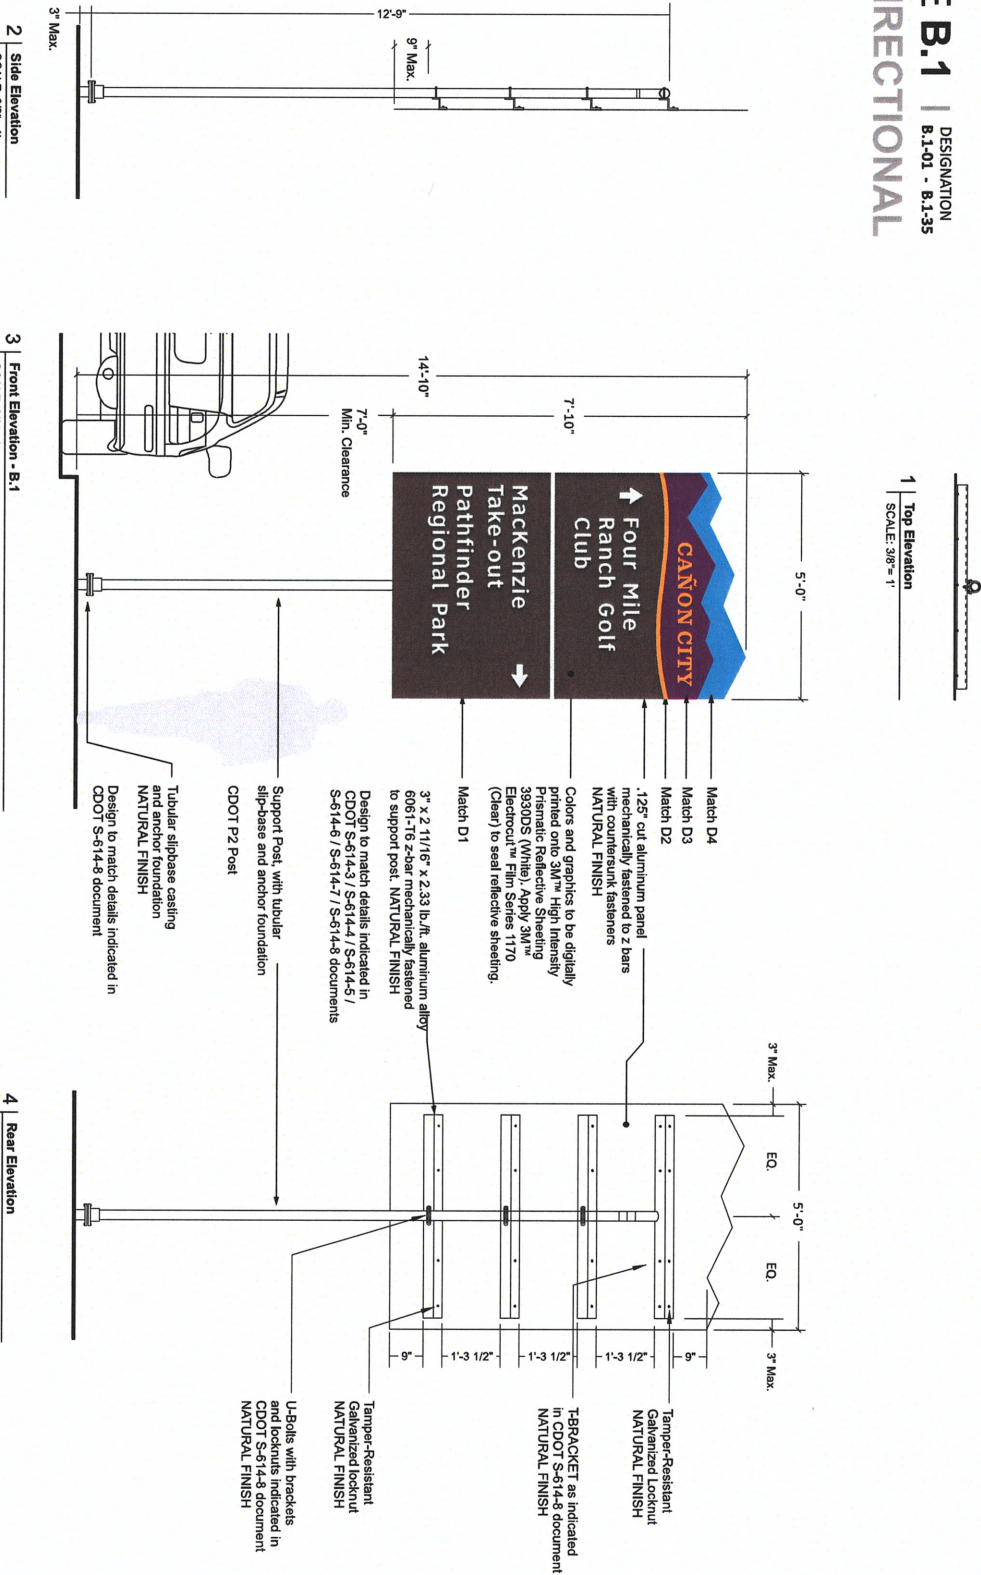 E B.1 | DESIGNATION
B.1-01 - B.1-35
IRECTIONAL
1 | Top Elevation
SCALE: 3/8"= 1'
12'-9"
9" Max.
3" Max.
2 | Side Elevation
5'-0"
14'-10"
7'-10"
7'-0"
Min. Clearance
CAÑON CITY
Four Mile
Ranch Golf
Club
MacKenzie
Take-out
Pathfinder
Regional Park
3 | Front Elevation - B.1
Match D4
Match D3
Match D2
.125" cut aluminum panel
mechanically fastened to z bars
with countersunk fasteners
NATURAL FINISH
Colors and graphics to be digitally
printed onto 3M™ High Intensity
Prismatic Reflective Sheeting
3930DS (White). Apply 3M™
Electrocut™ Film Series 1170
(Clear) to seal reflective sheeting.
Match D1
3" x 2 11/16" x 2.33 lb./ft. aluminum alloy
6061-T6 z-bar mechanically fastened
to support post. NATURAL FINISH
Design to match details indicated in
CDOT S-614-3 / S-614-4 / S-614-5 /
S-614-6 / S-614-7 / S-614-8 documents
Support Post, with tubular
slip-base and anchor foundation
CDOT P2 Post
Tubular slipbase casting
and anchor foundation
NATURAL FINISH
Design to match details indicated in
CDOT S-614-8 document
3" Max.
EQ.
5'-0"
EQ.
3" Max.
9"
1'-3 1/2"
1'-3 1/2"
1'-3 1/2"
9"
Tamper-Resistant
Galvanized Locknut
NATURAL FINISH
T-BRACKET as indicated
in CDOT S-614-8 document
NATURAL FINISH
Tamper-Resistant
Galvanized locknut
NATURAL FINISH
U-Bolts with brackets
and locknuts indicated in
CDOT S-614-8 document
NATURAL FINISH
4 | Rear Elevation